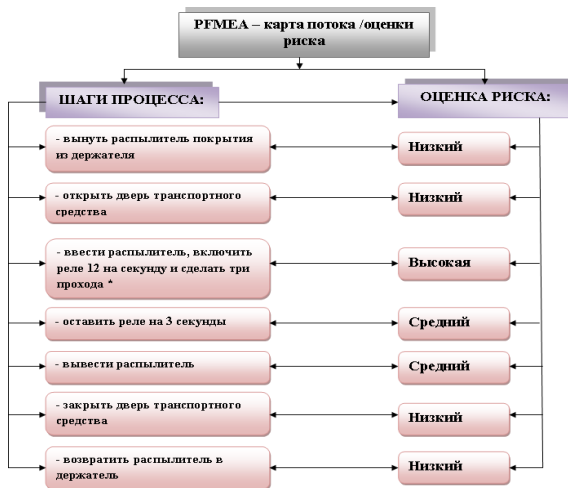 PFMEA – карта потока /оценки
риска
ШАГИ ПРОЦЕССА:
ОЦЕНКА РИСКА:
- вынуть распылитель покрытия
из держателя
Низкий
- открыть дверь транспортного
средства
Низкий
- ввести распылитель, включить
реле 12 на секунду и сделать три
прохода *
Высокая
- оставить реле на 3 секунды
Средний
- вывести распылитель
Средний
- закрыть дверь транспортного
средства
Низкий
- возвратить распылитель в
держатель
Низкий